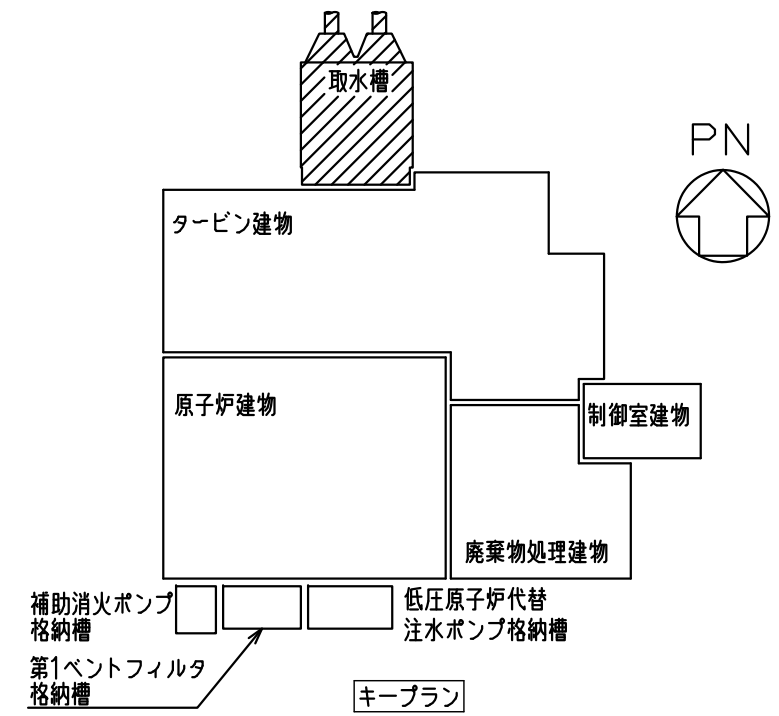 取水槽
PN
タービン建物
原子炉建物
制御室建物
廃棄物処理建物
補助消火ポンプ
格納槽
低圧原子炉代替
注水ポンプ格納槽
第1ベントフィルタ
格納槽
キープラン